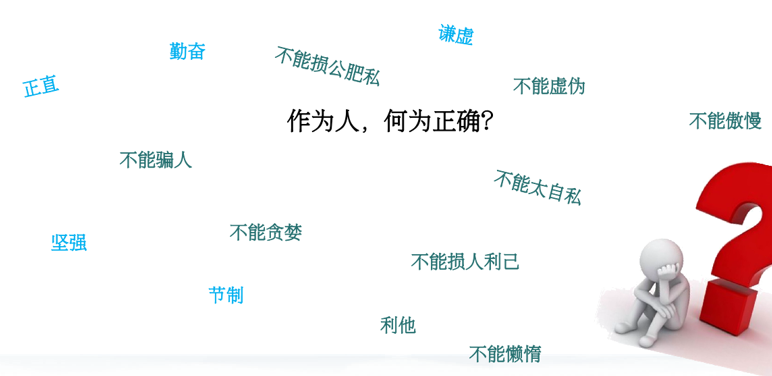 谦虚
勤奋
不能损公肥私
正直
不能虚伪
作为人，何为正确?
不能傲慢
不能骗人
不能太自私
坚强
不能贪婪
不能损人利己
节制
利他
不能懒惰